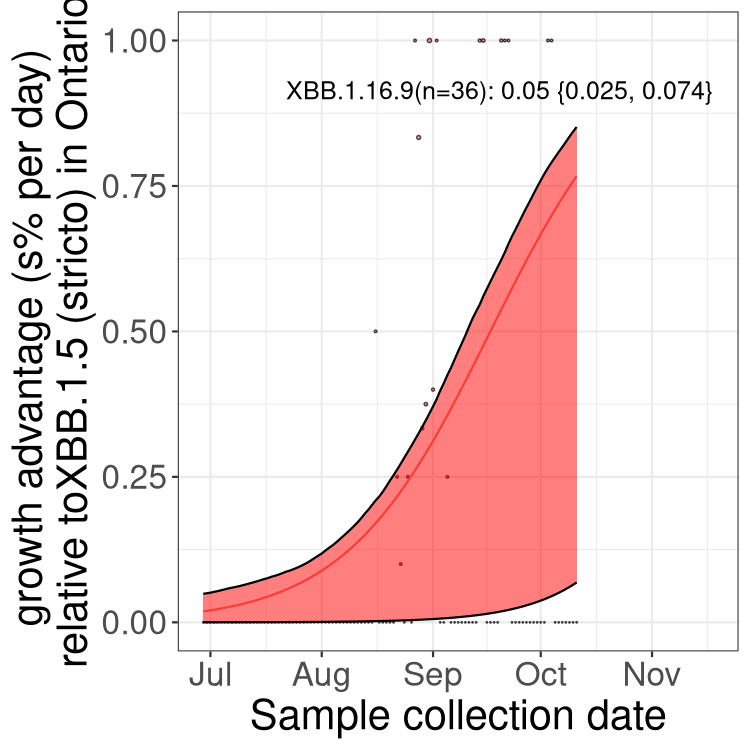 growth advantage (s% per day)
relative toXBB.1.5 (stricto) in Ontario
1.00
0.75
0.50
0.25
0.00
XBB.1.16.9(n=36): 0.05 {0.025, 0.074}
Jul Aug Sep Oct Nov
Sample collection date